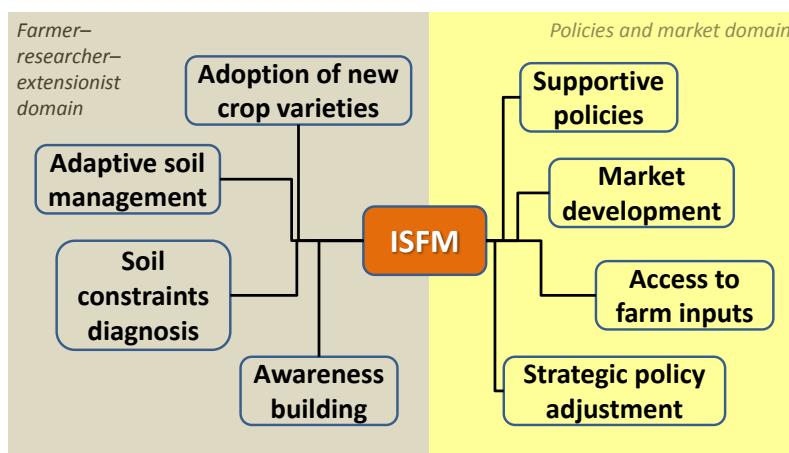 Farmer–
researcher–
extensionist
domain
Policies and market domain
Adoption of new
crop varieties
Adaptive soil
management
Soil
constraints
diagnosis
Awareness
building
ISFM
Supportive
policies
Market
development
Access to
farm inputs
Strategic policy
adjustment